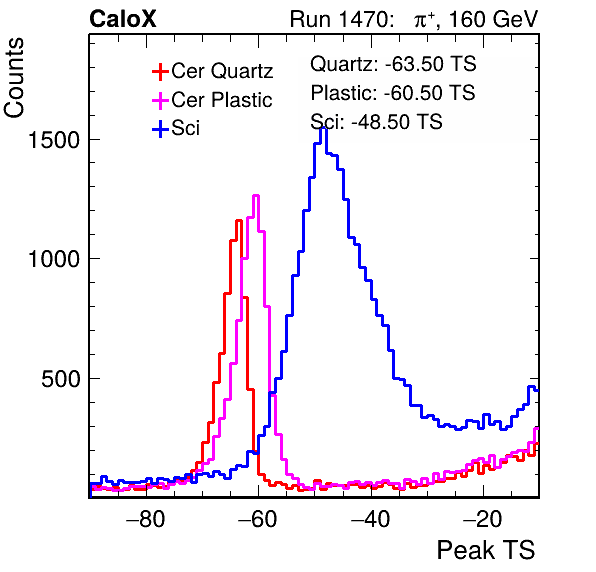 CaloX Run 1470: π⁺, 160 GeV
Counts
Cer Quartz
Cer Plastic
Sci
Quartz: -63.50 TS
Plastic: -60.50 TS
Sci: -48.50 TS
1500
1000
500
−80 −60 −40 −20
Peak TS